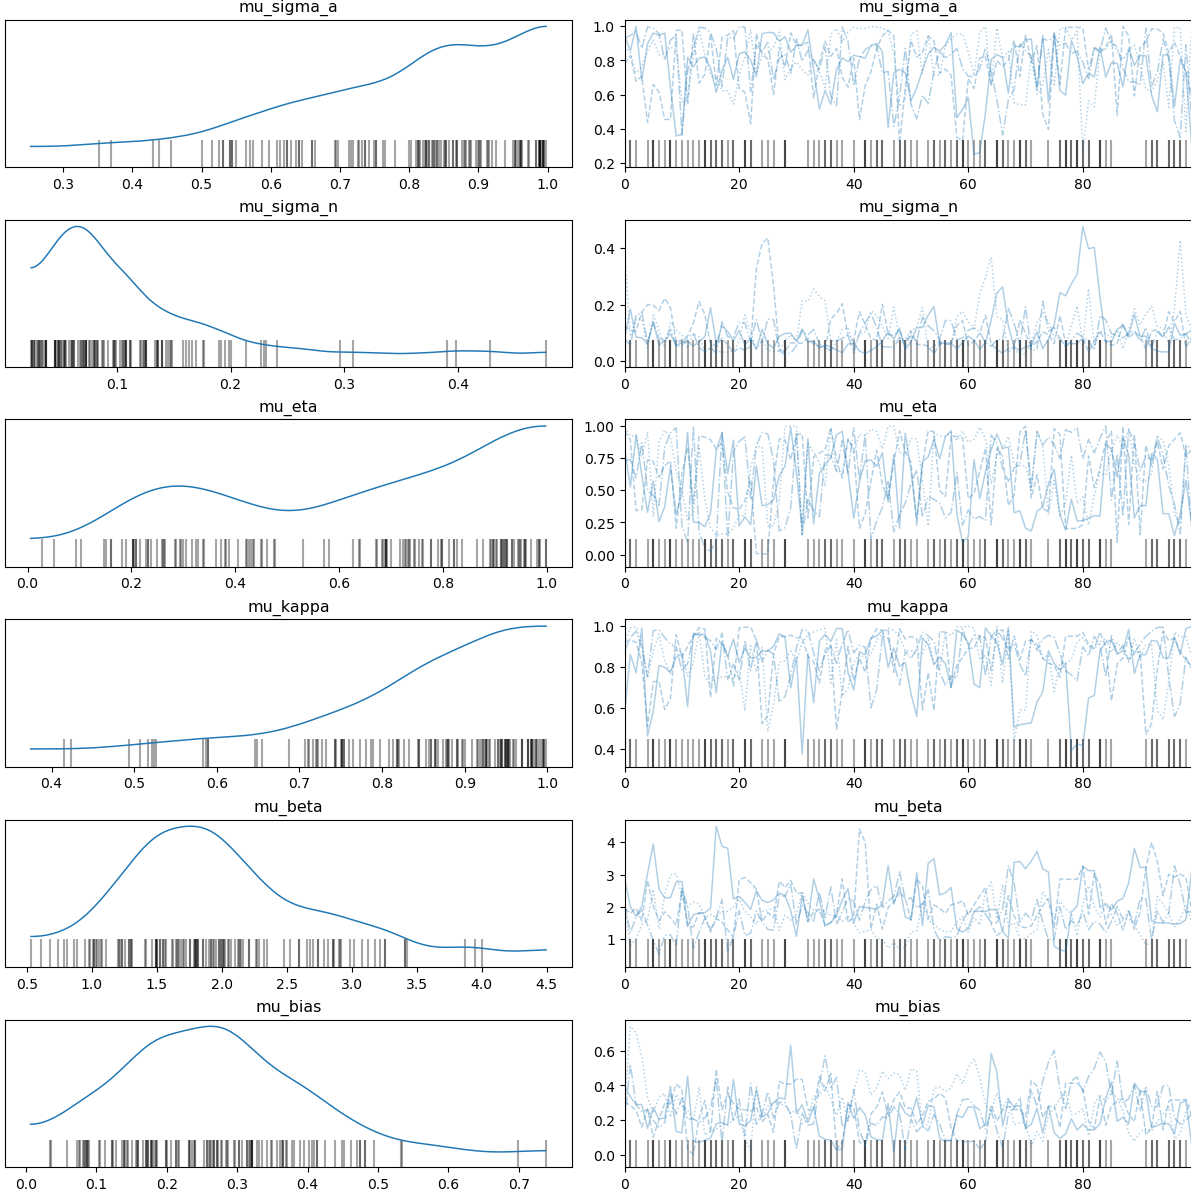 mu_sigma_a mu_sigma_a
1.0
0.8
0.6
0.4
0.2
0.3 0.4 0.5 0.6 0.7 0.8 0.9 1.0 0 20 40 60 80
mu_sigma_n mu_sigma_n
0.4
0.2
0.0
0.1 0.2 0.3 0.4 0 20 40 60 80
mu_eta mu_eta
1.00
0.75
0.50
0.25
0.00
0.0 0.2 0.4 0.6 0.8 1.0 0 20 40 60 80
mu_kappa mu_kappa
1.0
0.8
0.6
0.4
0.4 0.5 0.6 0.7 0.8 0.9 1.0 0 20 40 60 80
mu_beta mu_beta
4
3
2
1
0.5 1.0 1.5 2.0 2.5 3.0 3.5 4.0 4.5 0 20 40 60 80
mu_bias mu_bias
0.6
0.4
0.2
0.0
0.0 0.1 0.2 0.3 0.4 0.5 0.6 0.7 0 20 40 60 80